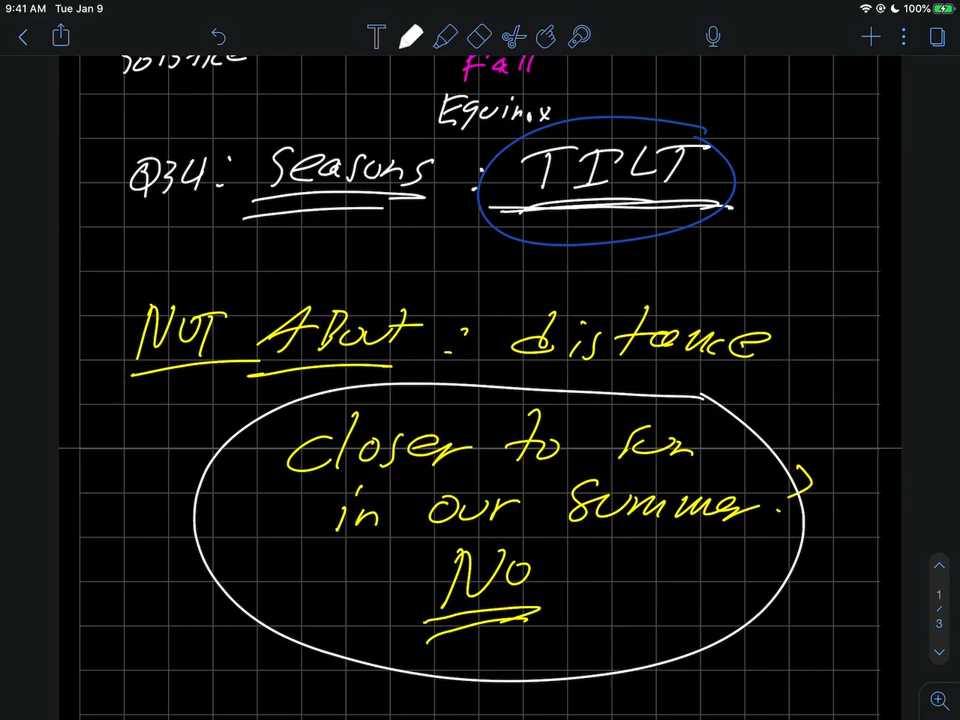 9:41 AM Tue Jan 9
100%
Solstice
Fall
Equinox
Q34: Seasons : TILT
NOT ABout : distance
Closer to sun
in our summer?
No
1
/
3